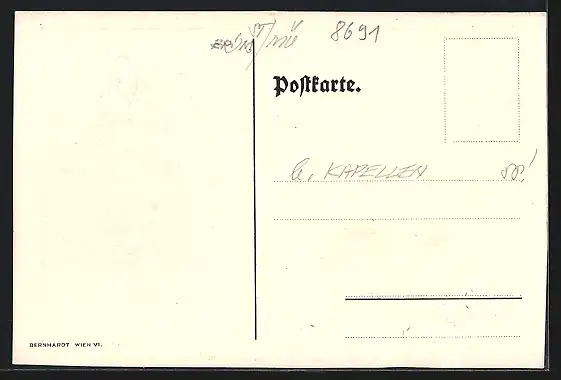 8691
Postkarte.
b. KAPELLEN
BERNHARDT WIEN VI.